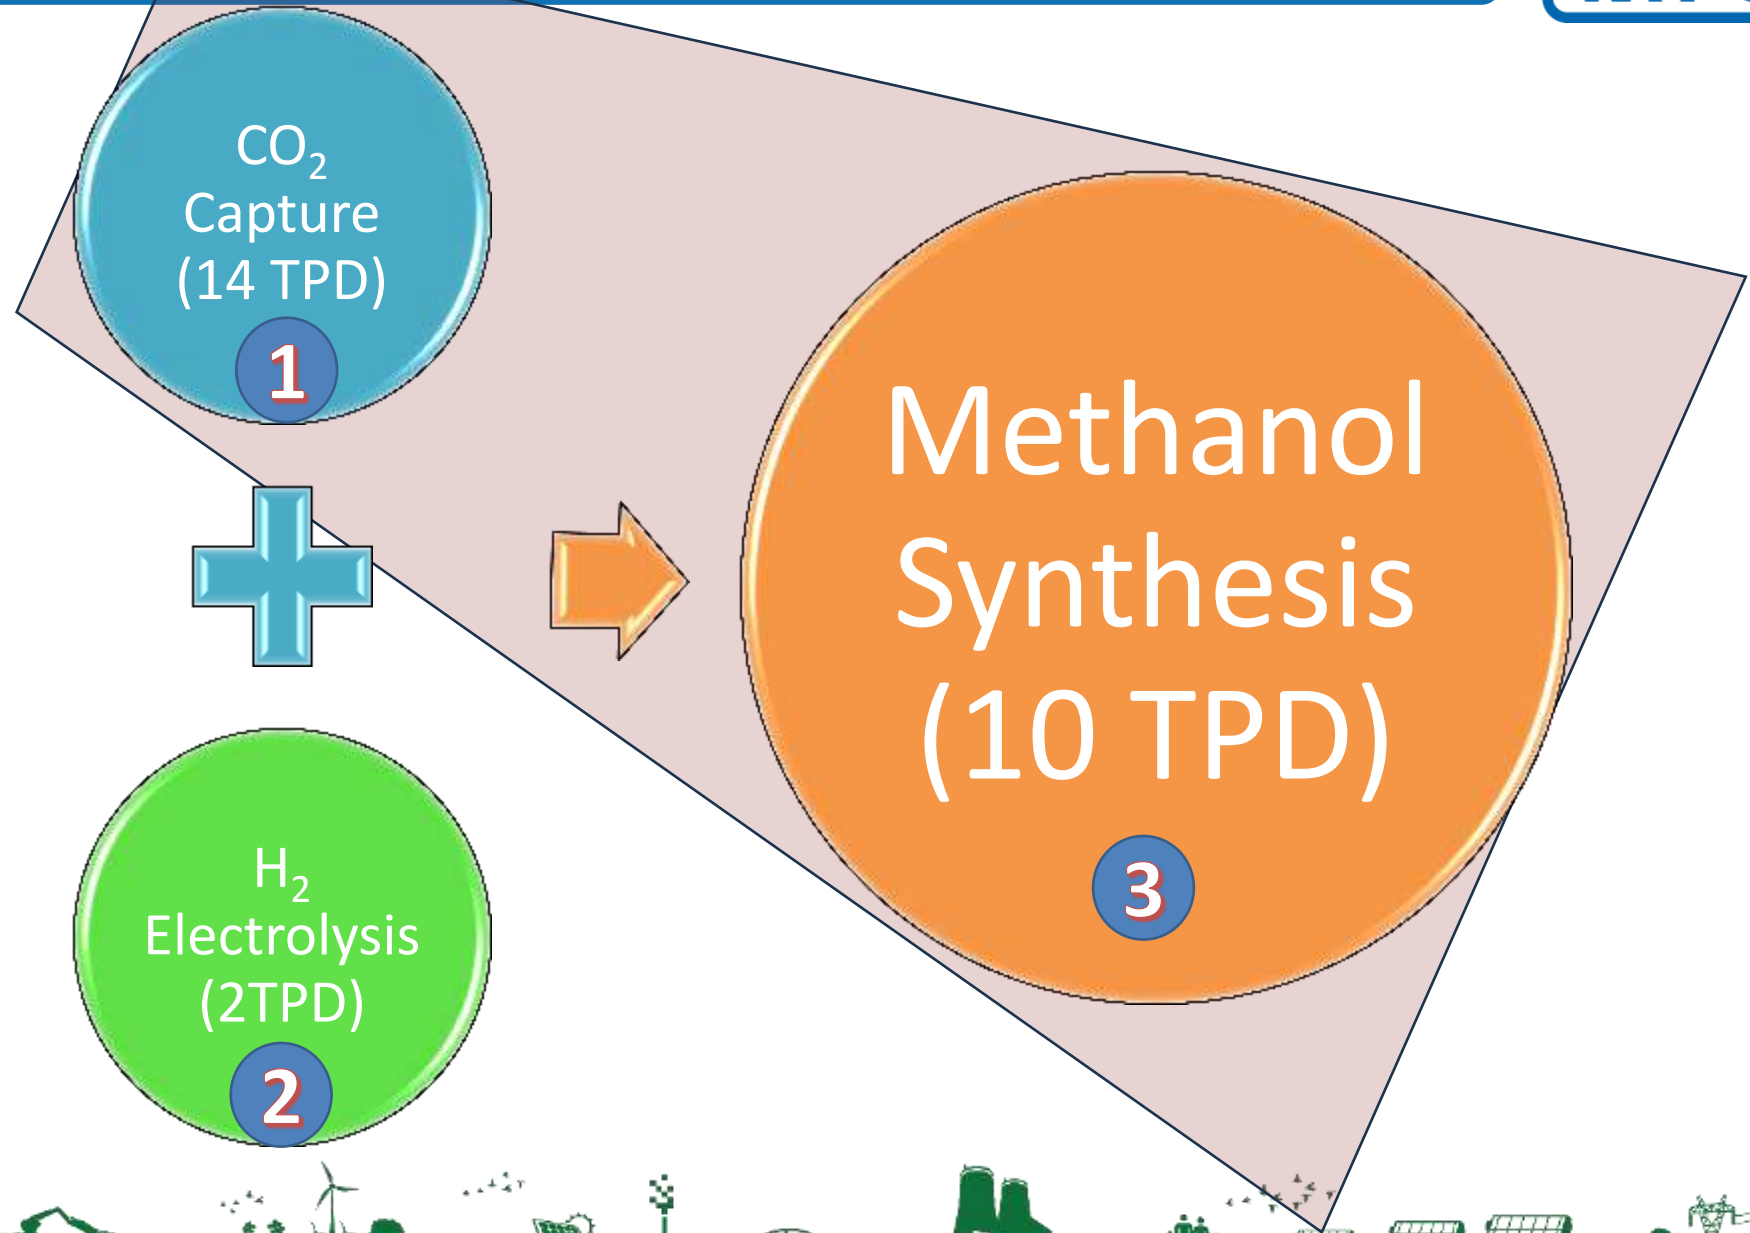 CO₂
Capture
(14 TPD)
1
H₂
Electrolysis
(2TPD)
2
Methanol
Synthesis
(10 TPD)
3